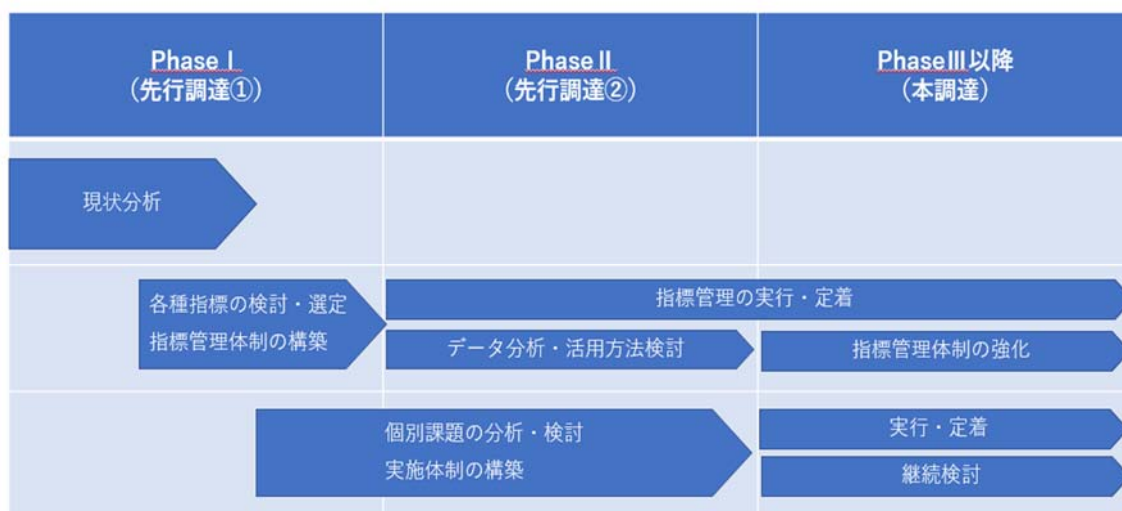 Phase Ⅰ
（先行調達①）
Phase Ⅱ
（先行調達②）
PhaseⅢ以降
（本調達）
現状分析
各種指標の検討・選定
指標管理体制の構築
指標管理の実行・定着
データ分析・活用方法検討
指標管理体制の強化
個別課題の分析・検討
実施体制の構築
実行・定着
継続検討